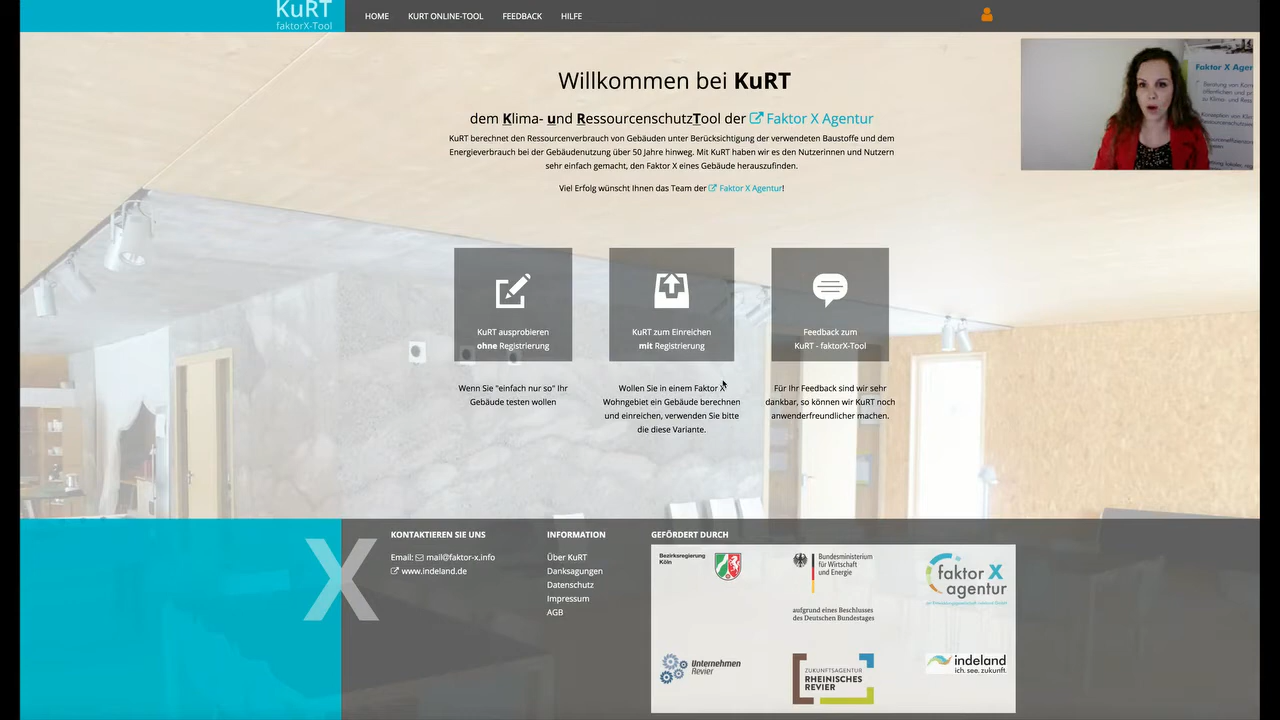 KuRT
faktorX-Tool
HOME
KURT ONLINE-TOOL
FEEDBACK
HILFE
Willkommen bei KuRT
dem Klima- und RessourcenschutzTool der Faktor X Agentur
KuRT berechnet den Ressourcenverbrauch von Gebäuden unter Berücksichtigung der verwendeten Baustoffe und dem
Energieverbrauch bei der Gebäudenutzung über 50 Jahre hinweg. Mit KuRT haben wir es den Nutzerinnen und Nutzern
sehr einfach gemacht, den Faktor X eines Gebäude herauszufinden.
Viel Erfolg wünscht Ihnen das Team der Faktor X Agentur!
Faktor X Agen
Beratung von Kom
KuRT ausprobieren
ohne Registrierung
KuRT zum Einreichen
mit Registrierung
Feedback zum
KuRT - faktorX-Tool
Wenn Sie "einfach nur so" Ihr
Gebäude testen wollen
Wollen Sie in einem Faktor X
Wohngebiet ein Gebäude berechnen
und einreichen, verwenden Sie bitte
die diese Variante.
Für Ihr Feedback sind wir sehr
dankbar, so können wir KuRT noch
anwenderfreundlicher machen.
X
KONTAKTIEREN SIE UNS
Email: mail@faktor-x.info
www.indeland.de
INFORMATION
Über KuRT
Danksagungen
Datenschutz
Impressum
AGB
GEFÖRDERT DURCH
Bezirksregierung
Köln
Bundesministerium
für Wirtschaft
und Energie
aufgrund eines Beschlusses
des Deutschen Bundestages
faktor X
agentur
Unternehmen
Revier
ZUKUNFTSAGENTUR
RHEINISCHES
REVIER
indeland
ich. see. zukunft.